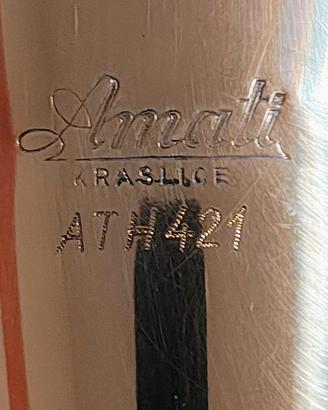 Amati
KRASLICE
ATH421